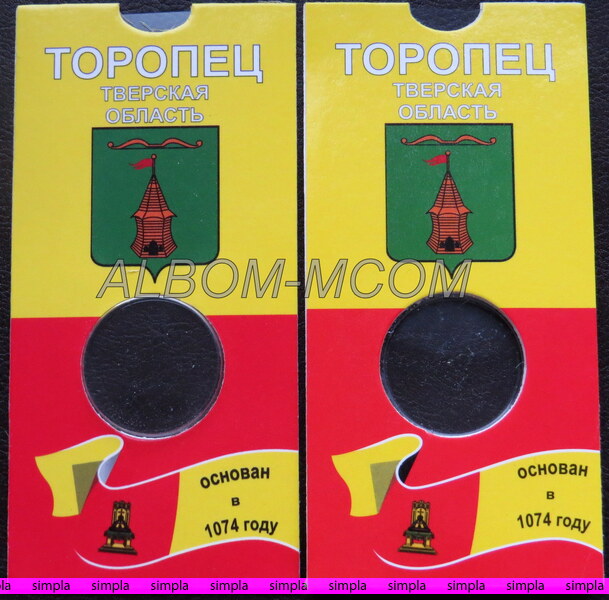 ТОРОПЕЦ
ТВЕРСКАЯ
ОБЛАСТЬ
ТОРОПЕЦ
ТВЕРСКАЯ
ОБЛАСТЬ
ALBOM-MCOM
основан
в
1074 году
основан
в
1074 году
simpla simpla simpla simpla simpla simpla simpla simpla simpla simpla